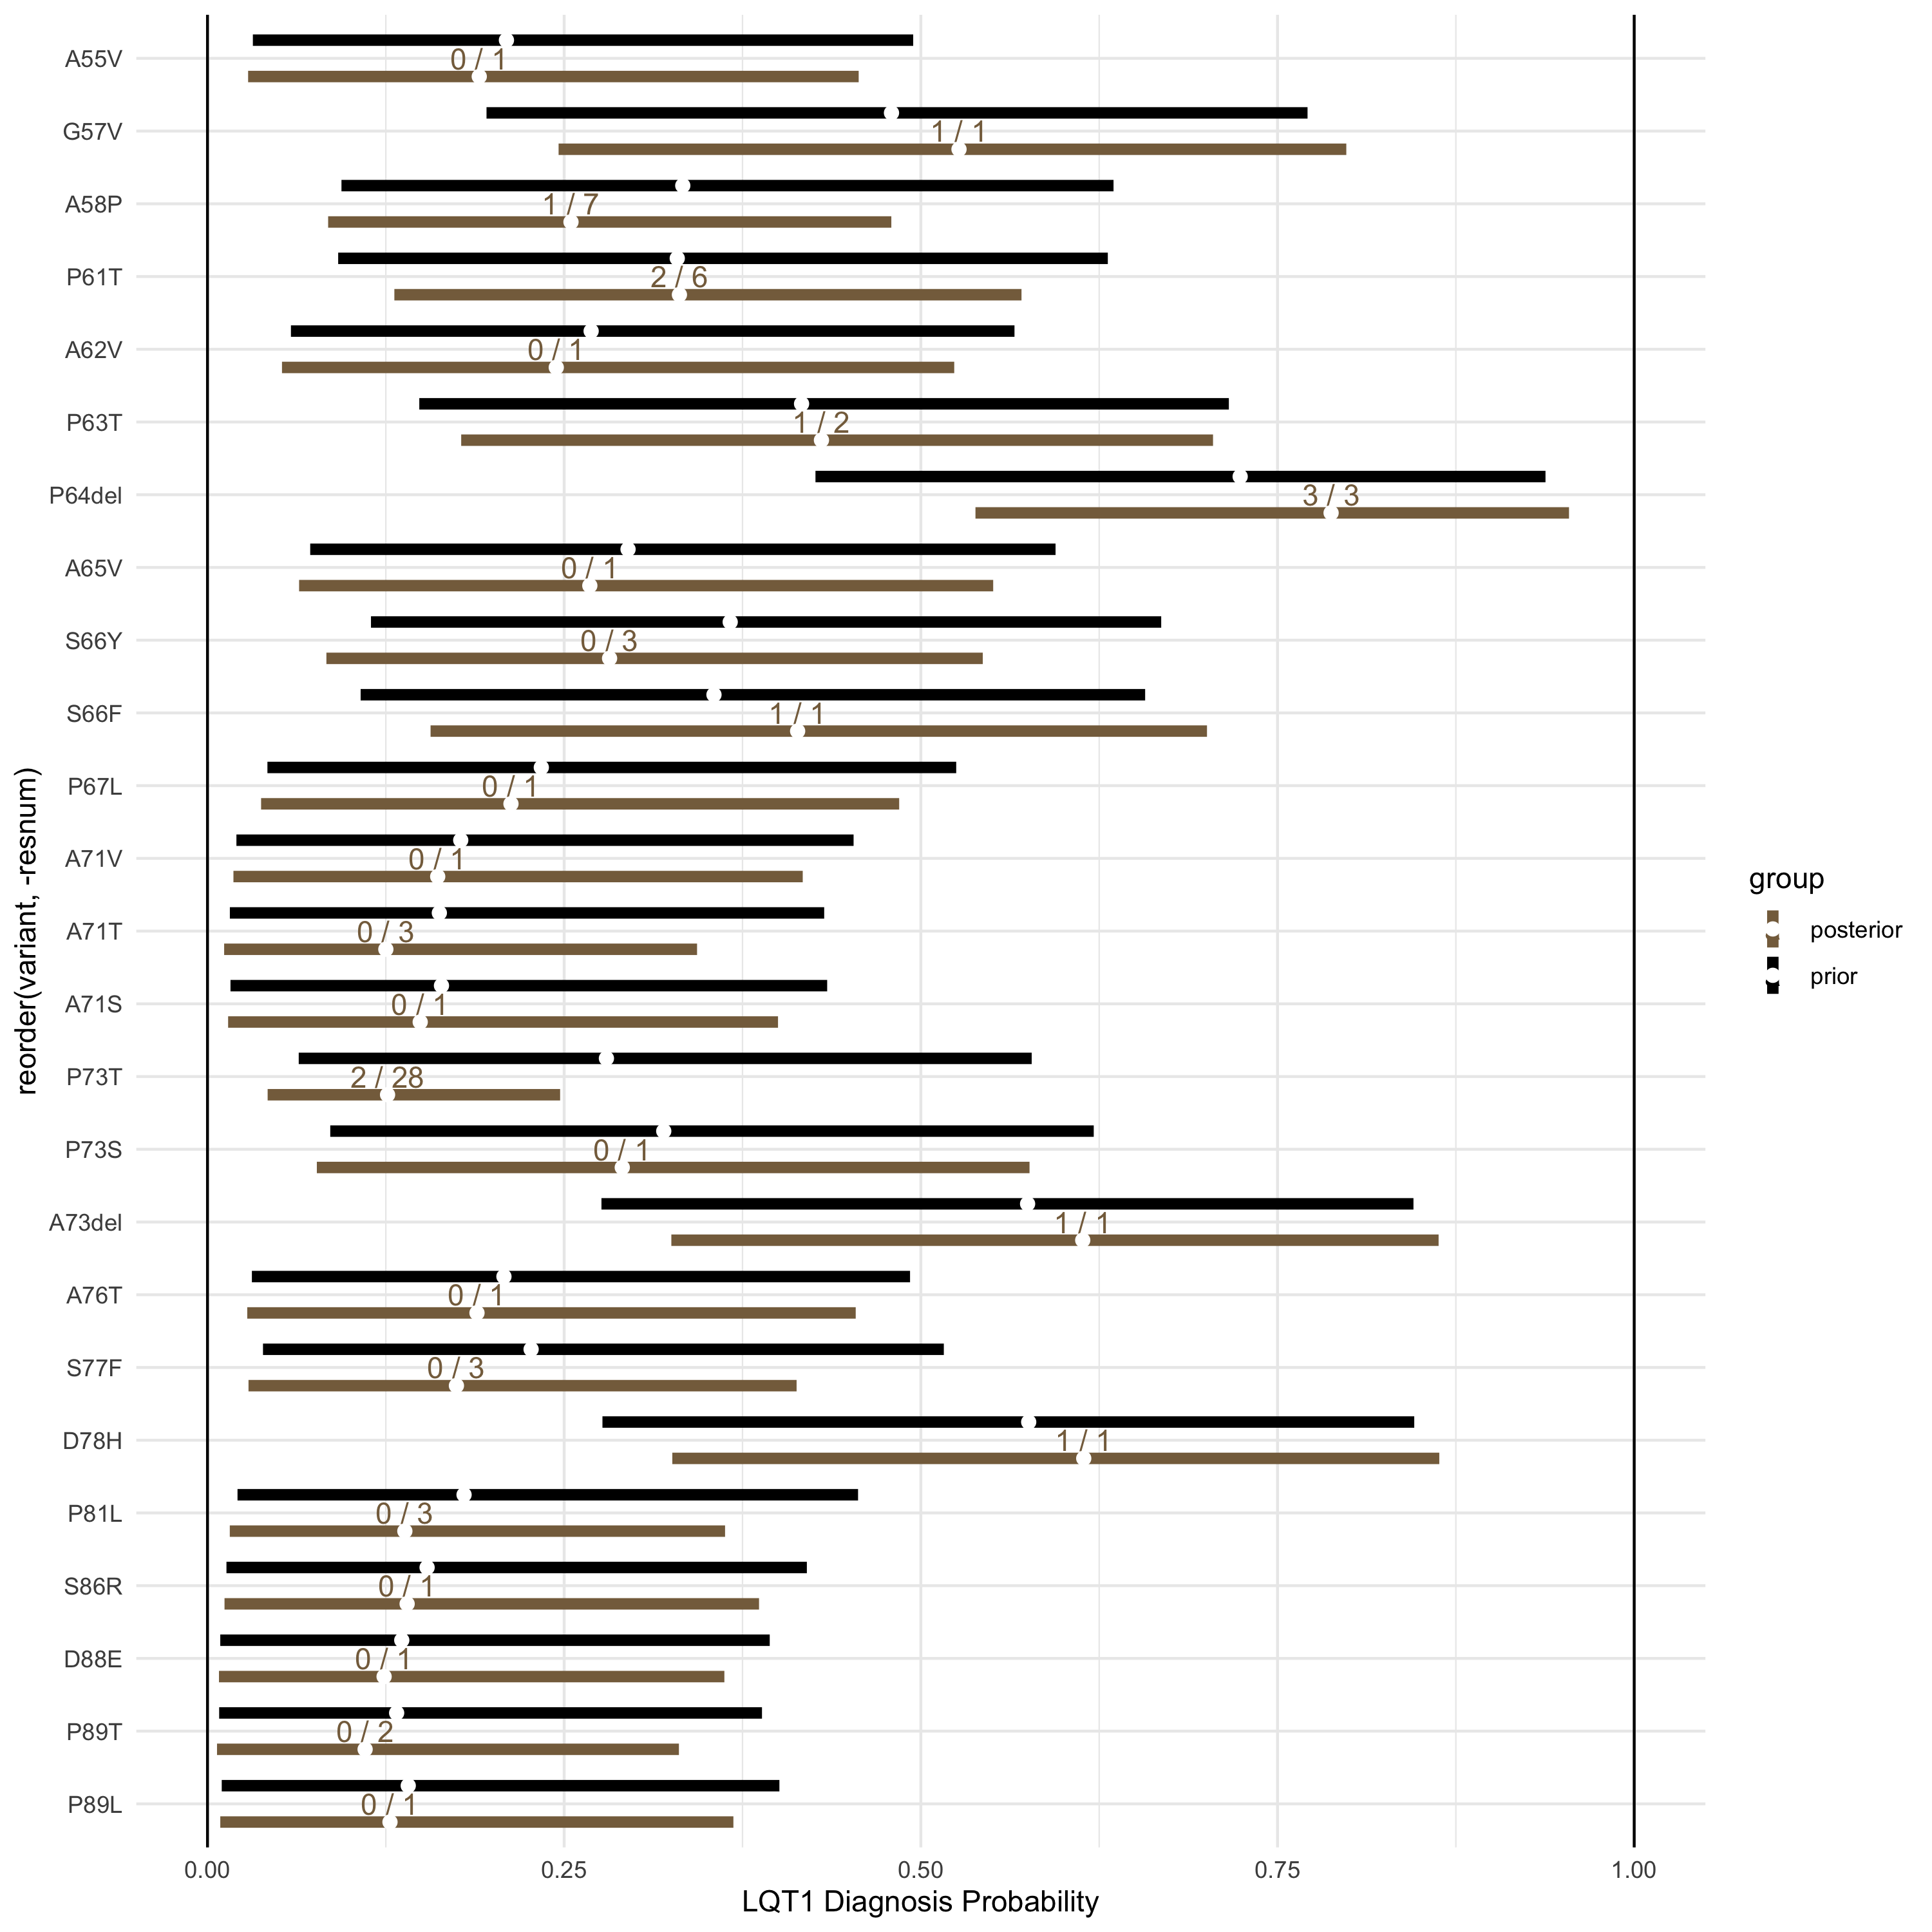 A55V
0 / 1
G57V
1 / 1
A58P
1 / 7
P61T
2 / 6
A62V
0 / 1
P63T
1 / 2
P64del
3 / 3
A65V
0 / 1
S66Y
0 / 3
S66F
1 / 1
P67L
0 / 1
A71V
0 / 1
A71T
0 / 3
A71S
0 / 1
P73T
2 / 28
P73S
0 / 1
A73del
1 / 1
A76T
0 / 1
S77F
0 / 3
D78H
1 / 1
P81L
0 / 3
S86R
0 / 1
D88E
0 / 1
P89T
0 / 2
P89L
0 / 1
reorder(variant, -resnum)
0.00 0.25 0.50 0.75 1.00
LQT1 Diagnosis Probability
group
posterior
prior